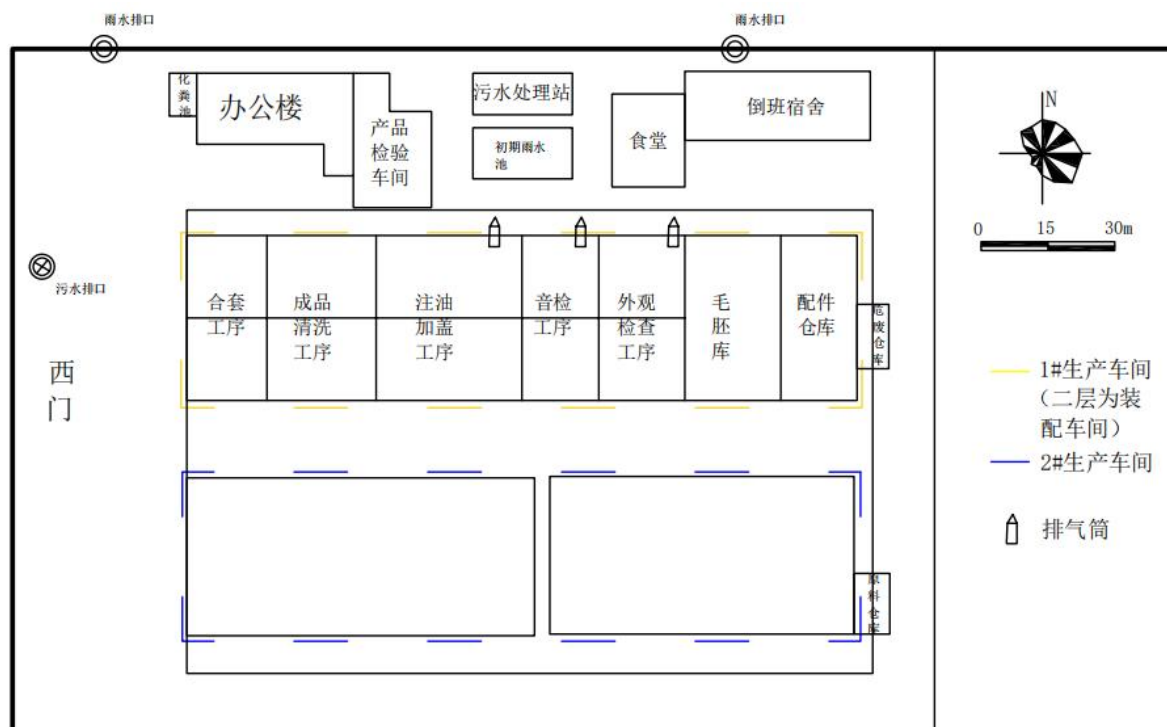 雨水排口
雨水排口
化
粪
池
办公楼
产品
检验
车间
污水处理站
初期雨水
池
食堂
倒班宿舍
N
0 15 30m
污水排口
西
门
合套
工序
成品
清洗
工序
注油
加盖
工序
音检
工序
外观
检查
工序
毛
胚
库
配件
仓库
危
废
仓
库
1#生产车间
(二层为装
配车间)
2#生产车间
排气筒
原
料
仓
库